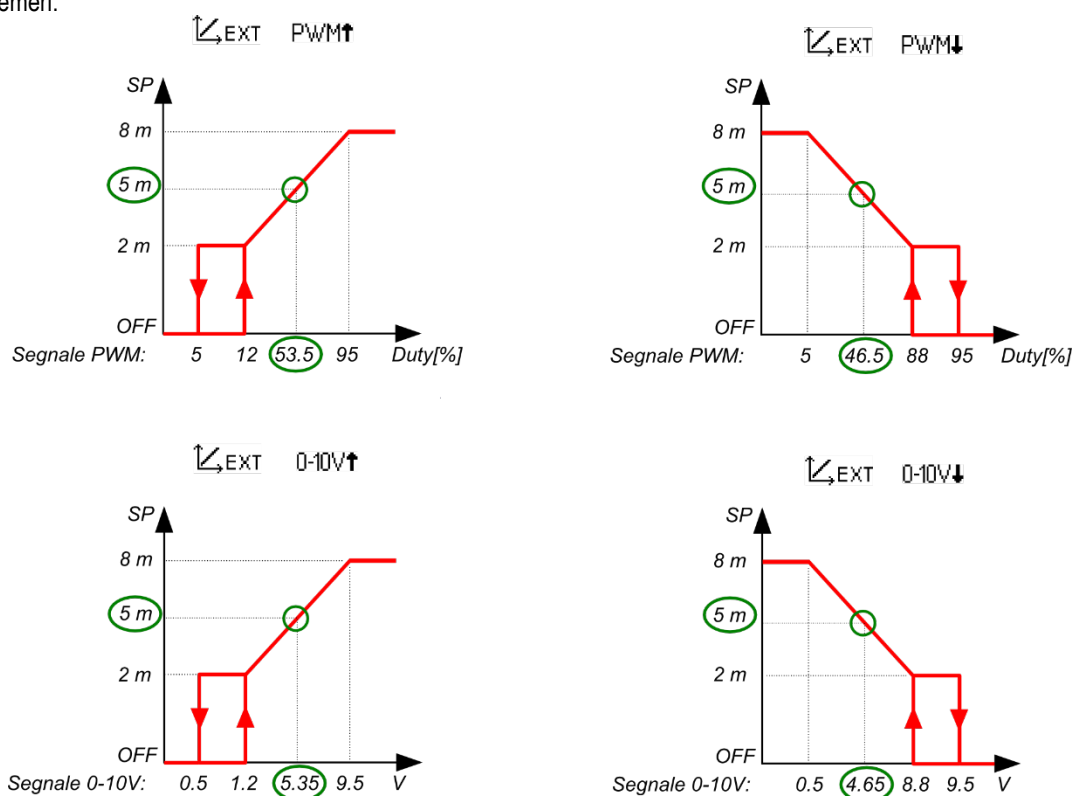 EXT PWM↑
SP
8 m
5 m
2 m
OFF
Segnale PWM: 5 12 53.5 95 Duty[%]
EXT PWM↓
SP
8 m
5 m
2 m
OFF
Segnale PWM: 5 46.5 88 95 Duty[%]
EXT 0-10V↑
SP
8 m
5 m
2 m
OFF
Segnale 0-10V: 0.5 1.2 5.35 9.5 V
EXT 0-10V↓
SP
8 m
5 m
2 m
OFF
Segnale 0-10V: 0.5 4.65 8.8 9.5 V